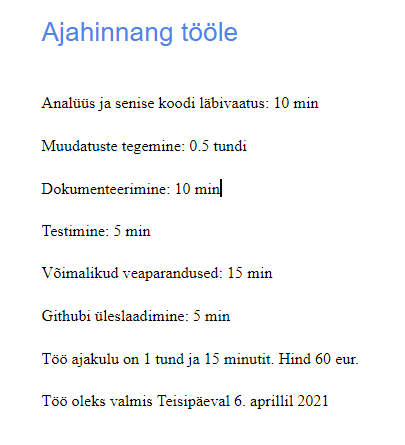 Ajahinnang tööle
Analüüs ja senise koodi läbivaatus: 10 min
Muudatuste tegemine: 0.5 tundi
Dokumenteerimine: 10 min
Testimine: 5 min
Võimalikud veaparandused: 15 min
Githubi üleslaadimine: 5 min
Töö ajakulu on 1 tund ja 15 minutit. Hind 60 eur.
Töö oleks valmis Teisipäeval 6. aprillil 2021